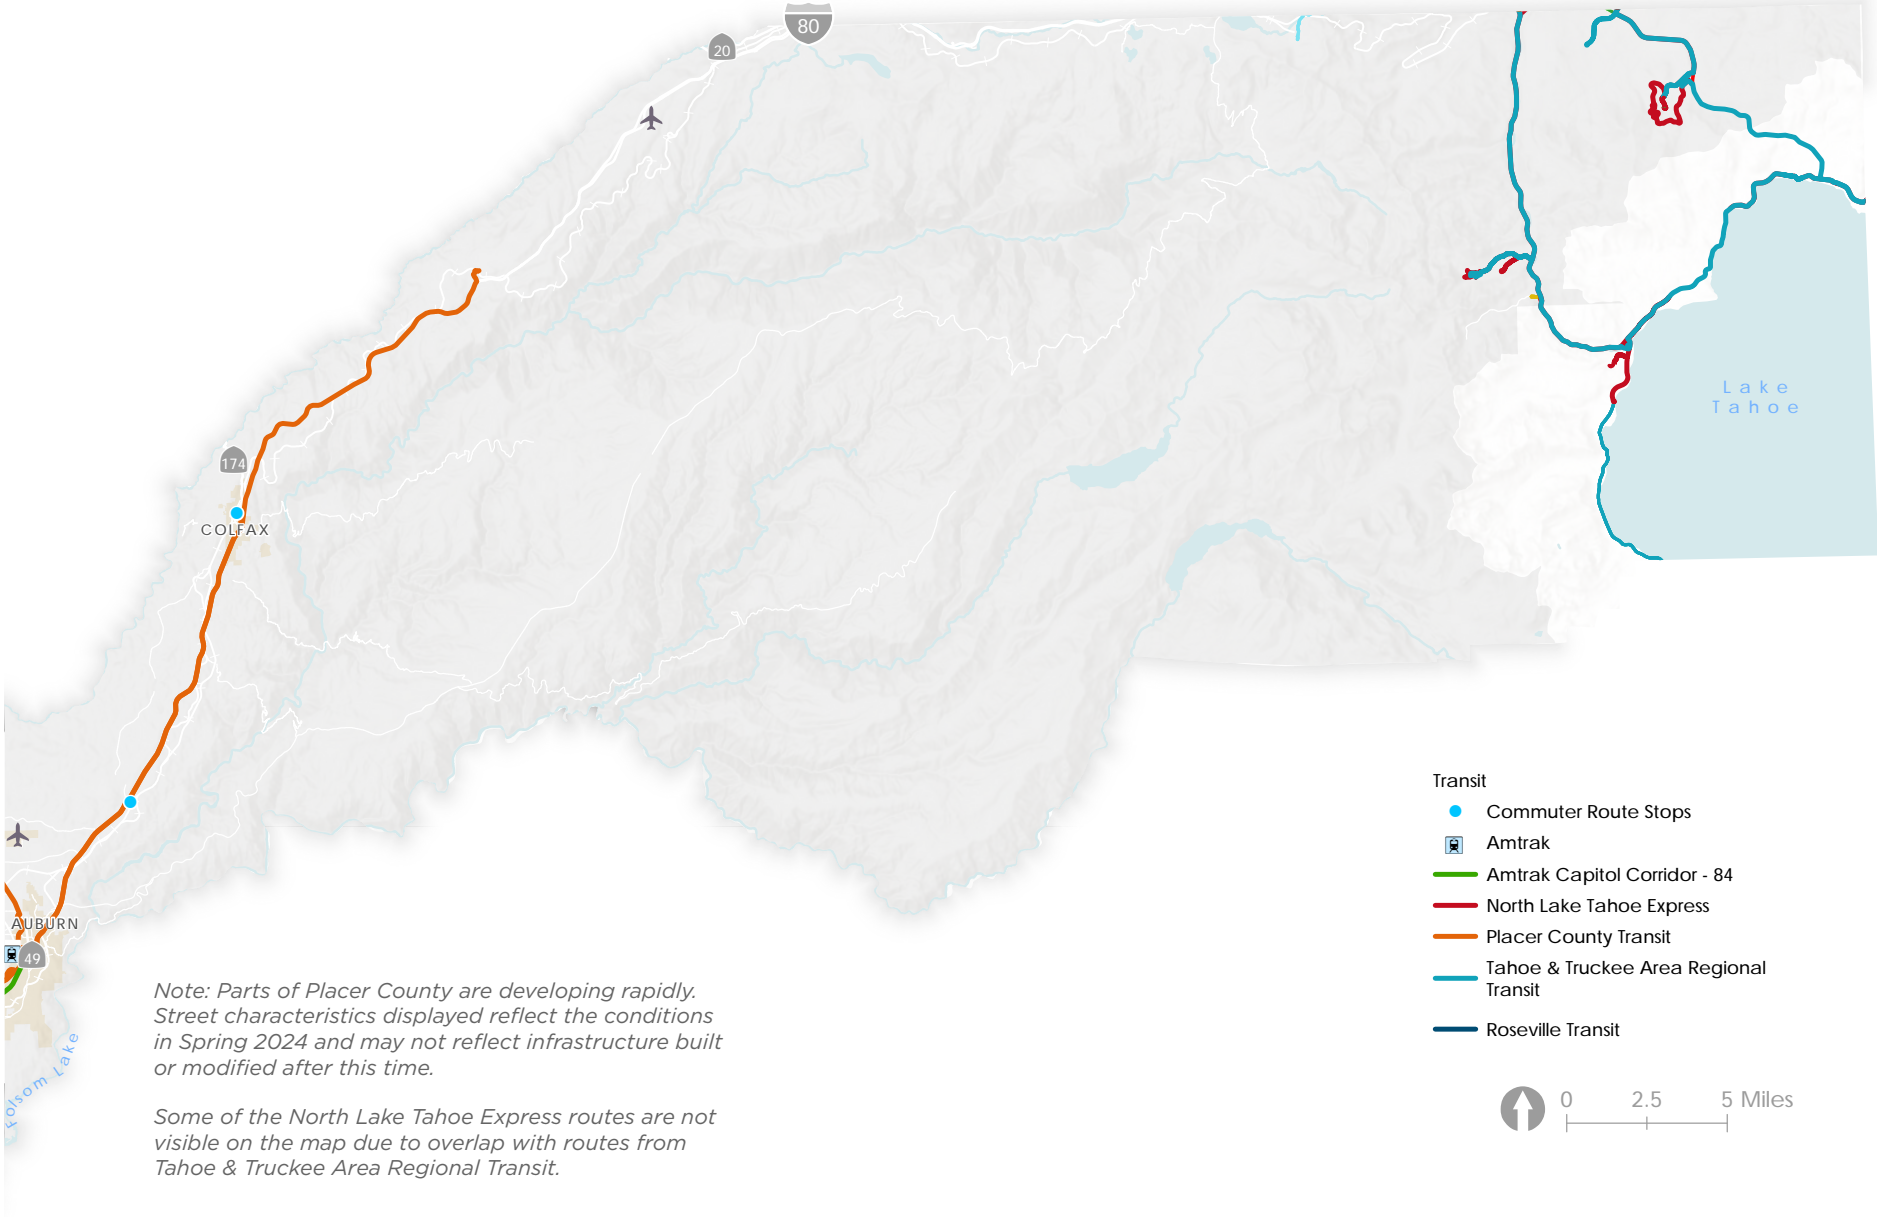 80
20
174
COLFAX
Lake
Tahoe
AUBURN
49
Folsom Lake
Transit
Commuter Route Stops
Amtrak
Amtrak Capitol Corridor - 84
North Lake Tahoe Express
Placer County Transit
Tahoe & Truckee Area Regional
Transit
Roseville Transit
0 2.5 5 Miles
Note: Parts of Placer County are developing rapidly.
Street characteristics displayed reflect the conditions
in Spring 2024 and may not reflect infrastructure built
or modified after this time.
Some of the North Lake Tahoe Express routes are not
visible on the map due to overlap with routes from
Tahoe & Truckee Area Regional Transit.